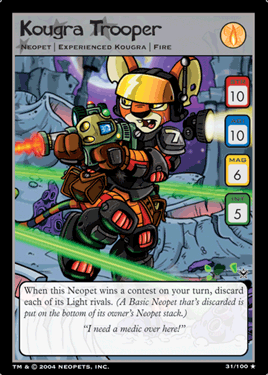 Kougra Trooper
Neopet | Experienced Kougra | Fire
10
10
MAG
6
INT
5
When this Neopet wins a contest on your turn, discard
each of its Light rivals. (A Basic Neopet that's discarded is
put on the bottom of its owner's Neopet stack.)
"I need a medic over here!"
TM & © 2004 NEOPETS, INC.
31/100 ★